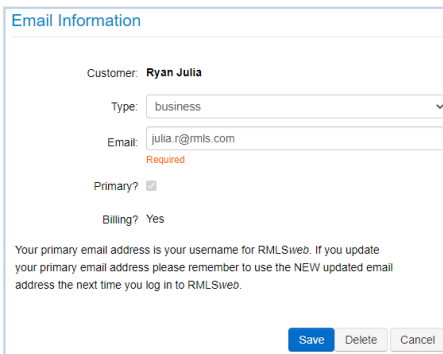 Email Information
Customer: Ryan Julia
Type: business
Email: julia.r@rmls.com
Required
Primary?
Billing? Yes
Your primary email address is your username for RMLSweb. If you update
your primary email address please remember to use the NEW updated email
address the next time you log in to RMLSweb.
Save Delete Cancel